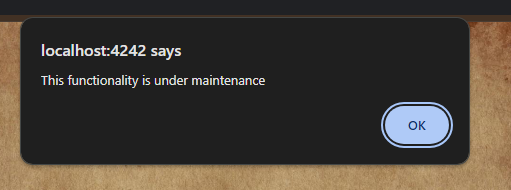 localhost:4242 says
This functionality is under maintenance
OK